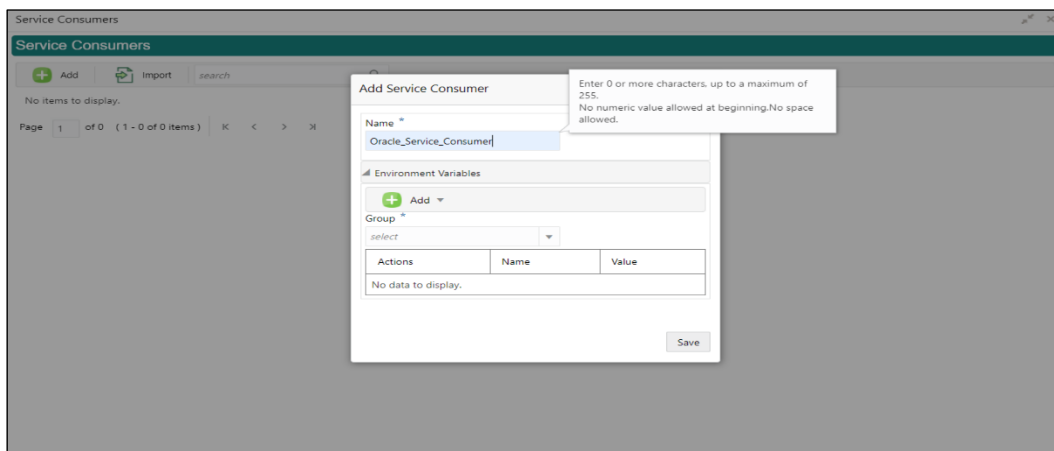 Service Consumers
Service Consumers
Add Import search
No items to display.
Page 1 of 0 (1 - 0 of 0 items)
Add Service Consumer
Enter 0 or more characters, up to a maximum of
255.
No numeric value allowed at beginning.No space
allowed.
Name *
Oracle_Service_Consumer
Environment Variables
Add
Group *
select
Actions Name Value
No data to display.
Save